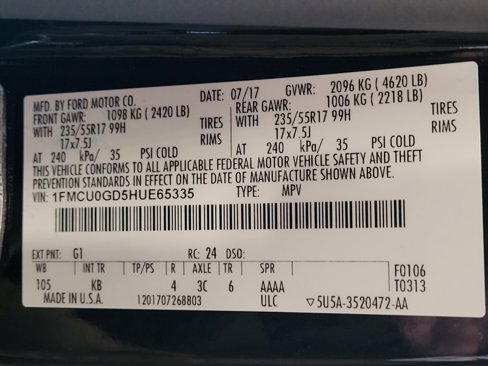 MFD. BY FORD MOTOR CO. DATE: 07/17 GVWR: 2096 KG ( 4620 LB)
FRONT GAWR: 1098 KG ( 2420 LB) REAR GAWR: 1006 KG ( 2218 LB)
WITH 235/55R17 99H TIRES WITH 235/55R17 99H TIRES
17x7.5J RIMS 17x7.5J RIMS
AT 240 kPa/ 35 PSI COLD AT 240 kPa/ 35 PSI COLD
THIS VEHICLE CONFORMS TO ALL APPLICABLE FEDERAL MOTOR VEHICLE SAFETY AND THEFT
PREVENTION STANDARDS IN EFFECT ON THE DATE OF MANUFACTURE SHOWN ABOVE.
VIN: 1FMCU0GD5HUE65335 TYPE: MPV
EXT PNT: G1 RC: 24 DSO:
WB INT TR TP/PS R AXLE TR SPR F0106
105 KB 4 3C 6 AAAA T0313
MADE IN U.S.A. 1201707268803 ULC ▽5U5A-3520472-AA